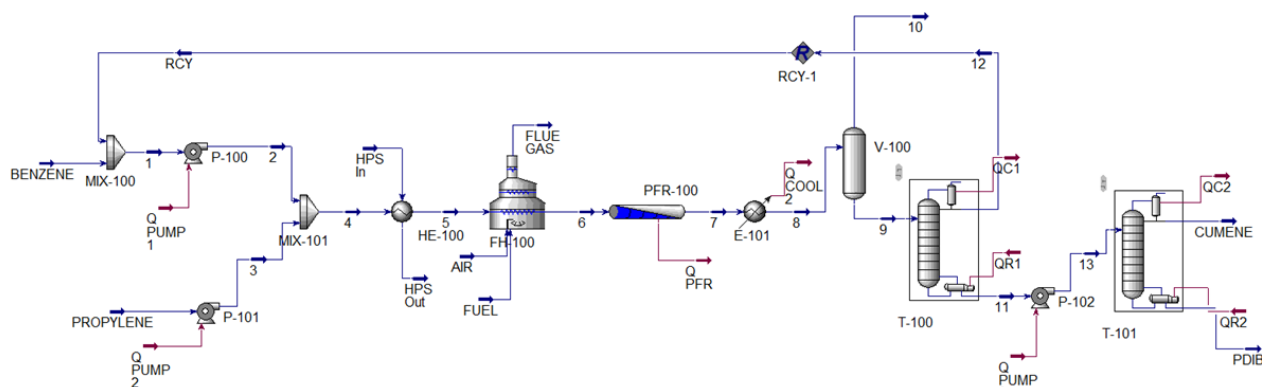 10
RCY
R
RCY-1
12
BENZENE
MIX-100
1
P-100
2
Q
PUMP
1
MIX-101
3
PROPYLENE
P-101
Q
PUMP
2
4
HPS
In
HE-100
HPS
Out
5
FLUE
GAS
FH-100
AIR
FUEL
6
PFR-100
Q
PFR
7
Q
COOL
2
E-101
8
V-100
9
QC1
QR1
T-100
11
P-102
Q
PUMP
13
QC2
CUMENE
T-101
QR2
PDIB